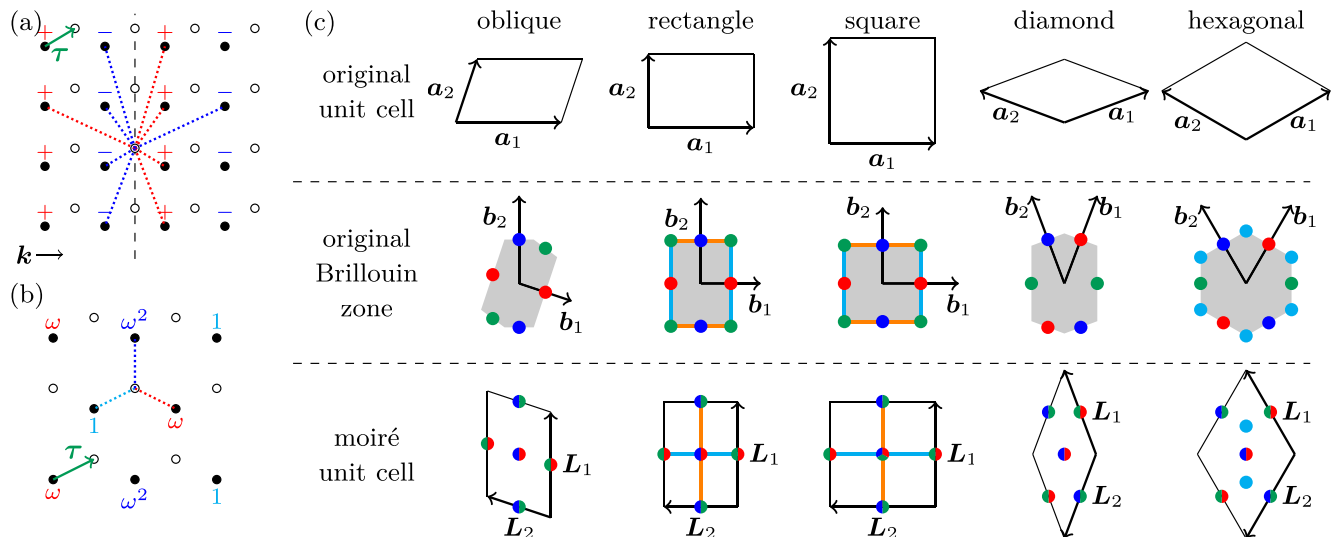 (a)
+ − + −
τ
+ − + −
+ − + −
+ − + −
k
(b)
ω ω² 1
1 ω
τ
ω ω² 1
(c)
oblique rectangle square diamond hexagonal
original
unit cell
a₂ a₁ a₂ a₁ a₂ a₁ a₂ a₁ a₂ a₁
original
Brillouin
zone
b₂ b₁ b₂ b₁ b₂ b₁ b₂ b₁ b₂ b₁
moiré
unit cell
L₁ L₂ L₁ L₂ L₁ L₂ L₁ L₂ L₁ L₂